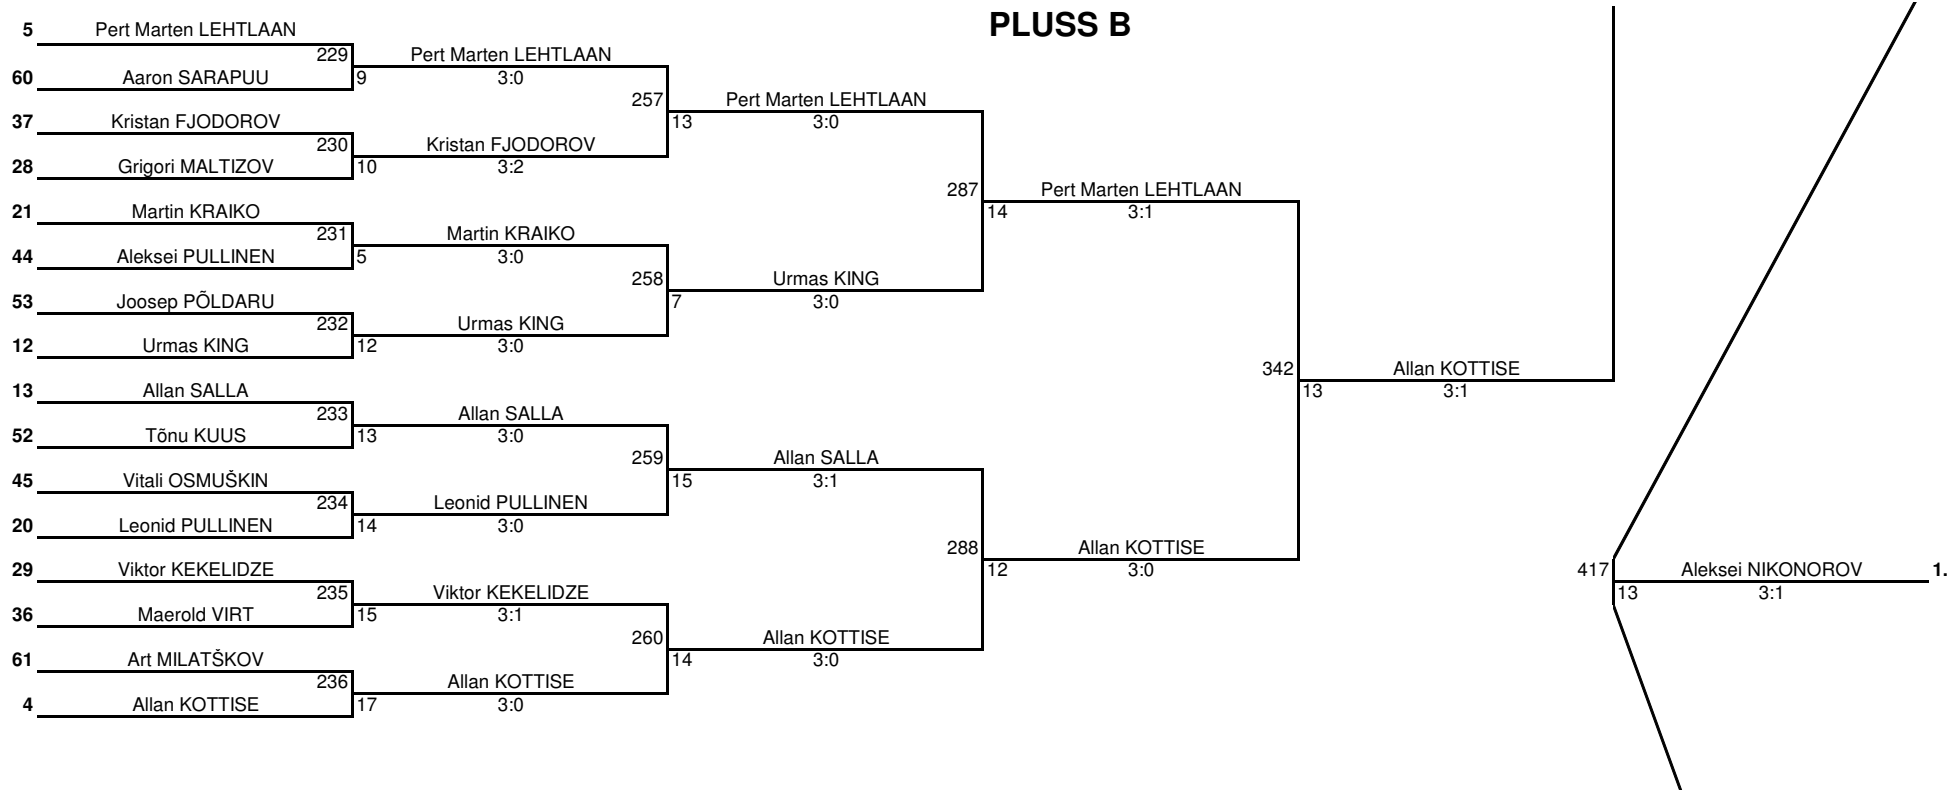 PLUSS B
5 Pert Marten LEHTLAAN
229 Pert Marten LEHTLAAN
60 Aaron SARAPUU 9 3:0
257 Pert Marten LEHTLAAN
37 Kristan FJODOROV 13 3:0
230 Kristan FJODOROV
28 Grigori MALTIZOV 10 3:2
287 Pert Marten LEHTLAAN
21 Martin KRAIKO 14 3:1
231 Martin KRAIKO
44 Aleksei PULLINEN 5 3:0
258 Urmas KING
53 Joosep PÕLDARU 7 3:0
232 Urmas KING
12 Urmas KING 12 3:0
342 Allan KOTTISE
13 Allan SALLA 13 3:1
233 Allan SALLA
52 Tõnu KUUS 13 3:0
259 Allan SALLA
45 Vitali OSMUŠKIN 15 3:1
234 Leonid PULLINEN
20 Leonid PULLINEN 14 3:0
288 Allan KOTTISE
29 Viktor KEKELIDZE 12 3:0 417 Aleksei NIKONOROV 1.
235 Viktor KEKELIDZE 13 3:1
36 Maerold VIRT 15 3:1
260 Allan KOTTISE
61 Art MILATŠKOV 14 3:0
236 Allan KOTTISE
4 Allan KOTTISE 17 3:0